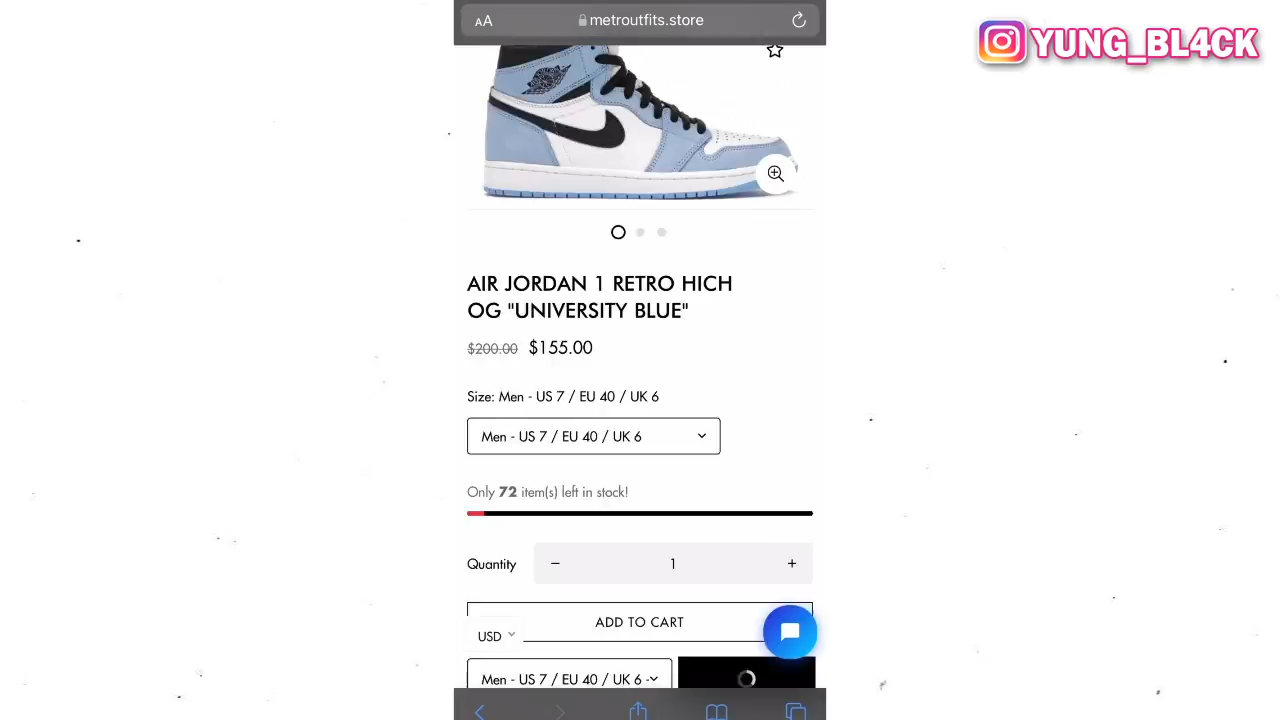 AA
metroutfits.store
YUNG_BL4CK
AIR JORDAN 1 RETRO HICH
OG "UNIVERSITY BLUE"
$200.00 $155.00
Size: Men - US 7 / EU 40 / UK 6
Men - US 7 / EU 40 / UK 6
Only 72 item(s) left in stock!
Quantity
− 1 +
ADD TO CART
USD
Men - US 7 / EU 40 / UK 6 -